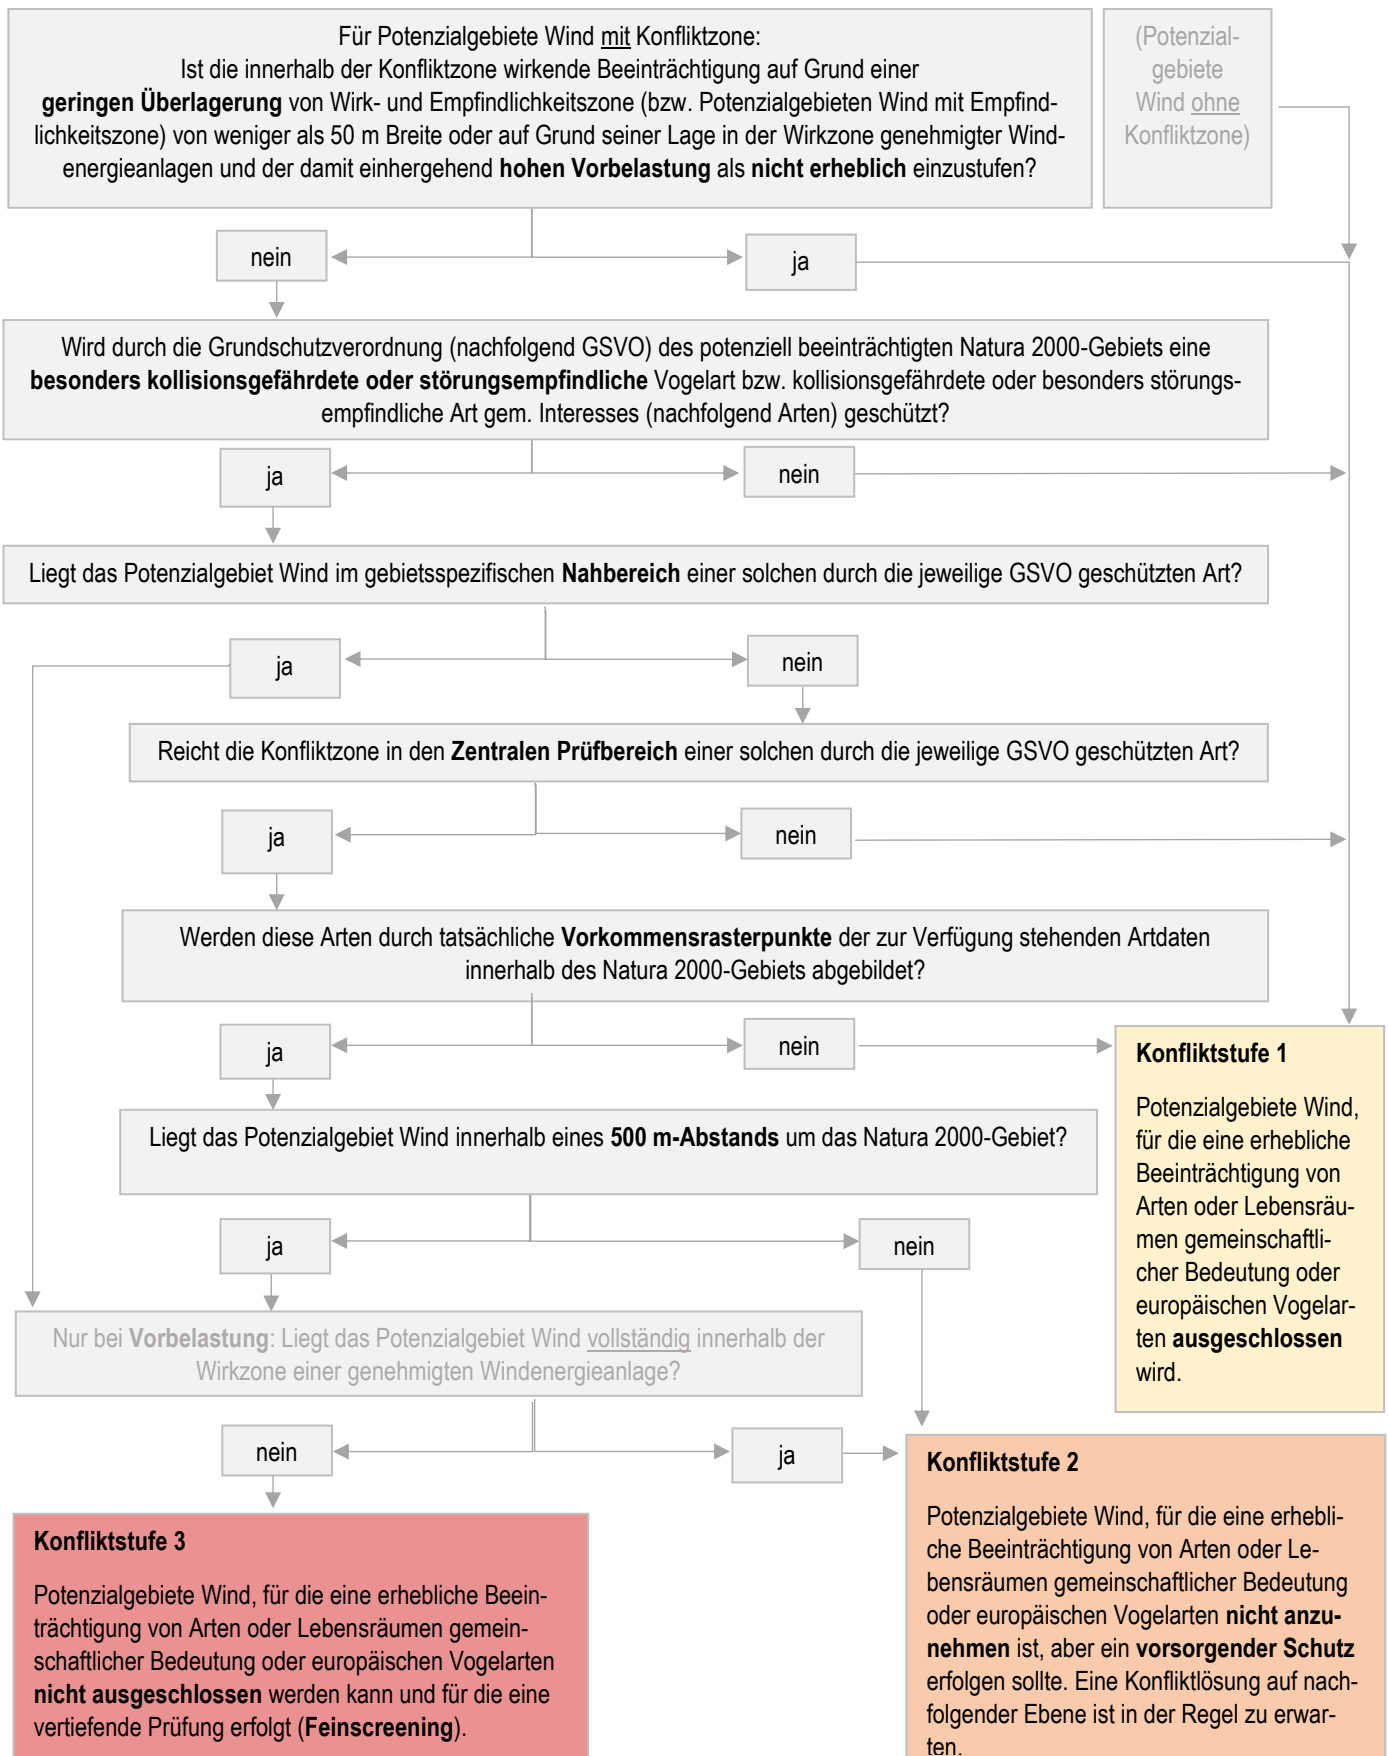 Für Potenzialgebiete Wind mit Konfliktzone:
Ist die innerhalb der Konfliktzone wirkende Beeinträchtigung auf Grund einer
geringen Überlagerung von Wirk- und Empfindlichkeitszone (bzw. Potenzialgebieten Wind mit Empfind-
lichkeitszone) von weniger als 50 m Breite oder auf Grund seiner Lage in der Wirkzone genehmigter Wind-
energieanlagen und der damit einhergehend hohen Vorbelastung als nicht erheblich einzustufen?
(Potenzial-
gebiete
Wind ohne
Konfliktzone)
nein
ja
Wird durch die Grundschutzverordnung (nachfolgend GSVO) des potenziell beeinträchtigten Natura 2000-Gebiets eine
besonders kollisionsgefährdete oder störungsempfindliche Vogelart bzw. kollisionsgefährdete oder besonders störungs-
empfindliche Art gem. Interesses (nachfolgend Arten) geschützt?
ja
nein
Liegt das Potenzialgebiet Wind im gebietsspezifischen Nahbereich einer solchen durch die jeweilige GSVO geschützten Art?
ja
nein
Reicht die Konfliktzone in den Zentralen Prüfbereich einer solchen durch die jeweilige GSVO geschützten Art?
ja
nein
Werden diese Arten durch tatsächliche Vorkommensrasterpunkte der zur Verfügung stehenden Artdaten
innerhalb des Natura 2000-Gebiets abgebildet?
ja
nein
Liegt das Potenzialgebiet Wind innerhalb eines 500 m-Abstands um das Natura 2000-Gebiet?
ja
nein
Nur bei Vorbelastung: Liegt das Potenzialgebiet Wind vollständig innerhalb der
Wirkzone einer genehmigten Windenergieanlage?
nein
ja
Konfliktstufe 1
Potenzialgebiete Wind,
für die eine erhebliche
Beeinträchtigung von
Arten oder Lebensräu-
men gemeinschaftli-
cher Bedeutung oder
europäischen Vogelar-
ten ausgeschlossen
wird.
Konfliktstufe 2
Potenzialgebiete Wind, für die eine erhebli-
che Beeinträchtigung von Arten oder Le-
bensräumen gemeinschaftlicher Bedeutung
oder europäischen Vogelarten nicht anzu-
nehmen ist, aber ein vorsorgender Schutz
erfolgen sollte. Eine Konfliktlösung auf nach-
folgender Ebene ist in der Regel zu erwar-
ten.
Konfliktstufe 3
Potenzialgebiete Wind, für die eine erhebliche Beein-
trächtigung von Arten oder Lebensräumen gemein-
schaftlicher Bedeutung oder europäischen Vogelarten
nicht ausgeschlossen werden kann und für die eine
vertiefende Prüfung erfolgt (Feinscreening).